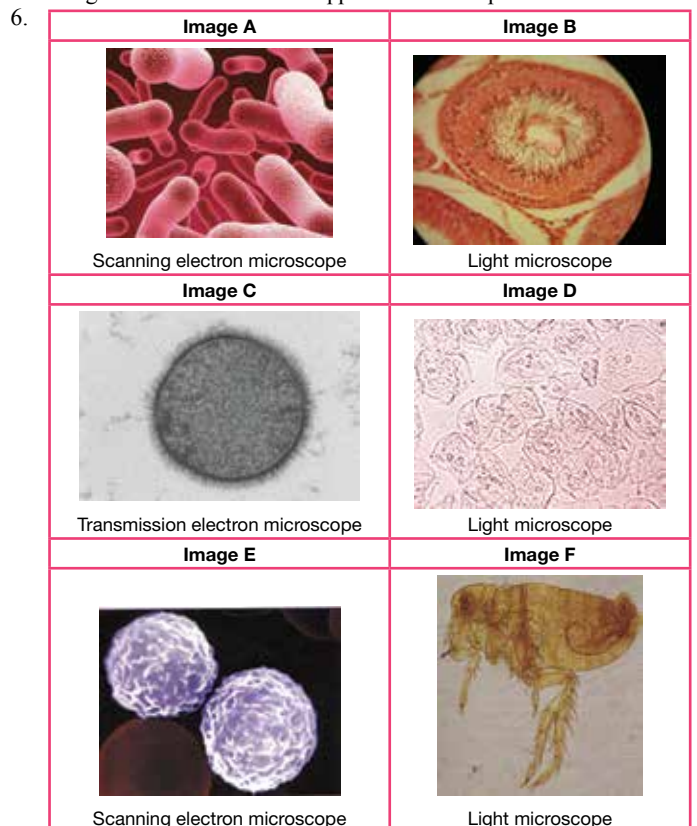 6.
Image A
Image B
Scanning electron microscope
Light microscope
Image C
Image D
Transmission electron microscope
Light microscope
Image E
Image F
Scanning electron microscope
Light microscope